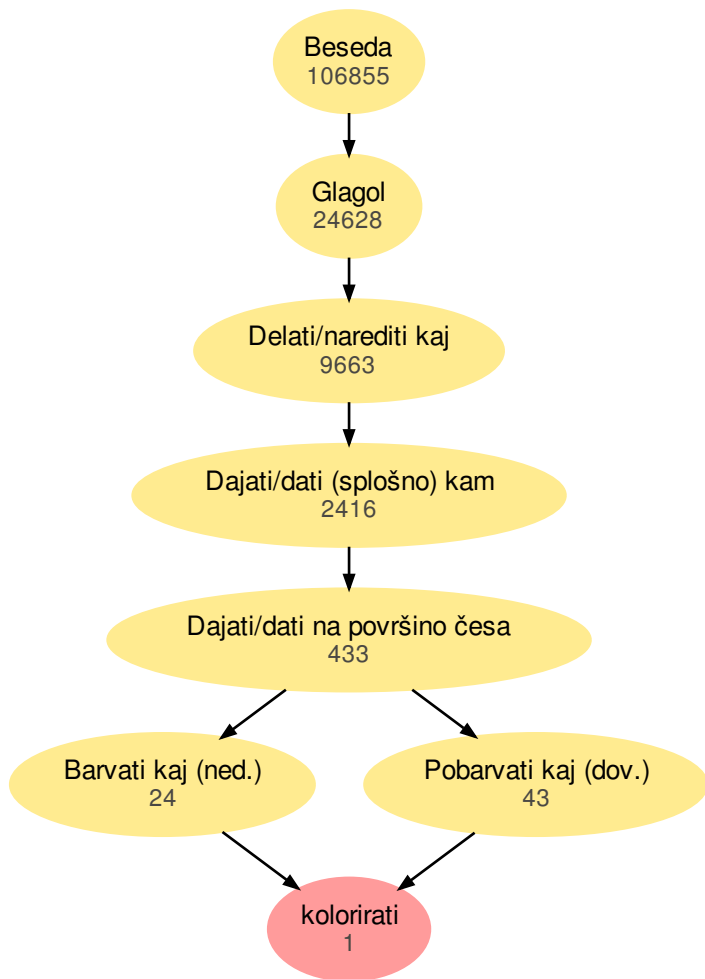 Beseda
106855
Glagol
24628
Delati/narediti kaj
9663
Dajati/dati (splošno) kam
2416
Dajati/dati na površino česa
433
Barvati kaj (ned.)
24
Pobarvati kaj (dov.)
43
kolorirati
1